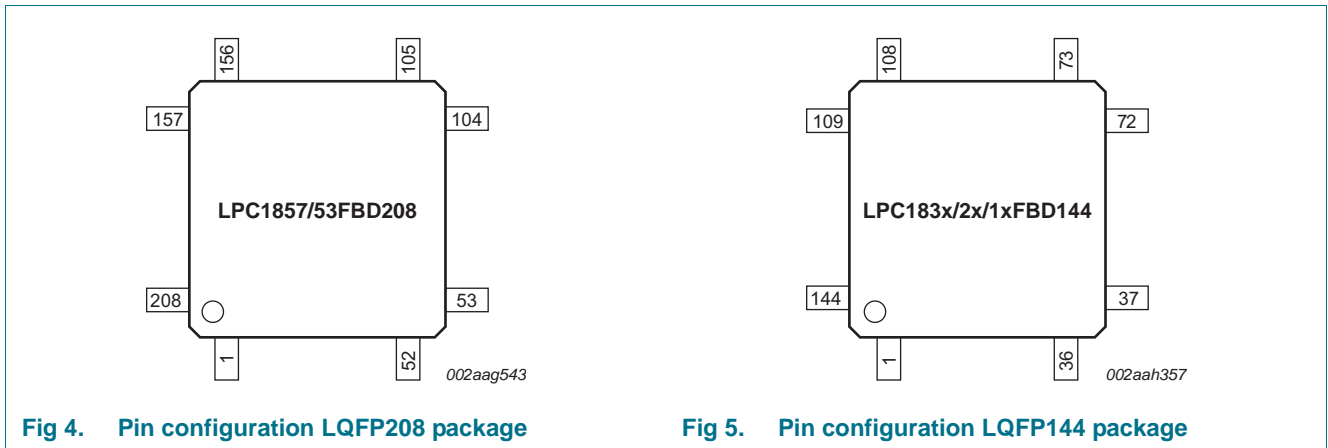 156
105
157
104
LPC1857/53FBD208
208
53
1
52
002aag543
Fig 4. Pin configuration LQFP208 package
108
73
109
72
LPC183x/2x/1xFBD144
144
37
1
36
002aah357
Fig 5. Pin configuration LQFP144 package